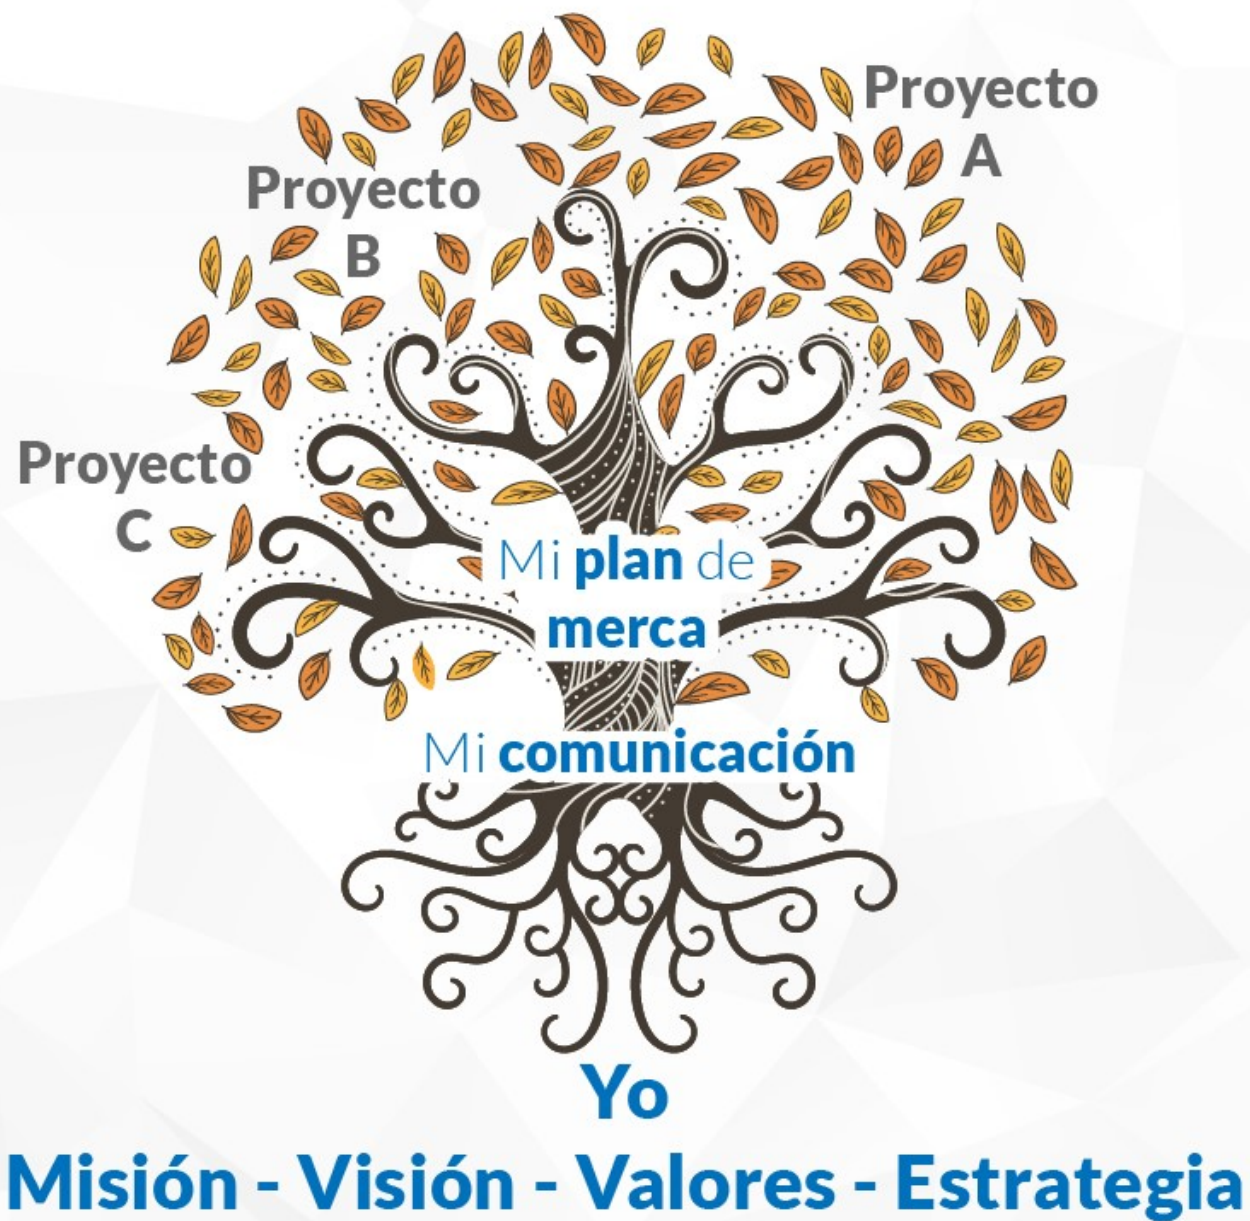 Proyecto
A
Proyecto
B
Proyecto
C
Mi plan de
merca
Mi comunicación
Yo
Misión - Visión - Valores - Estrategia